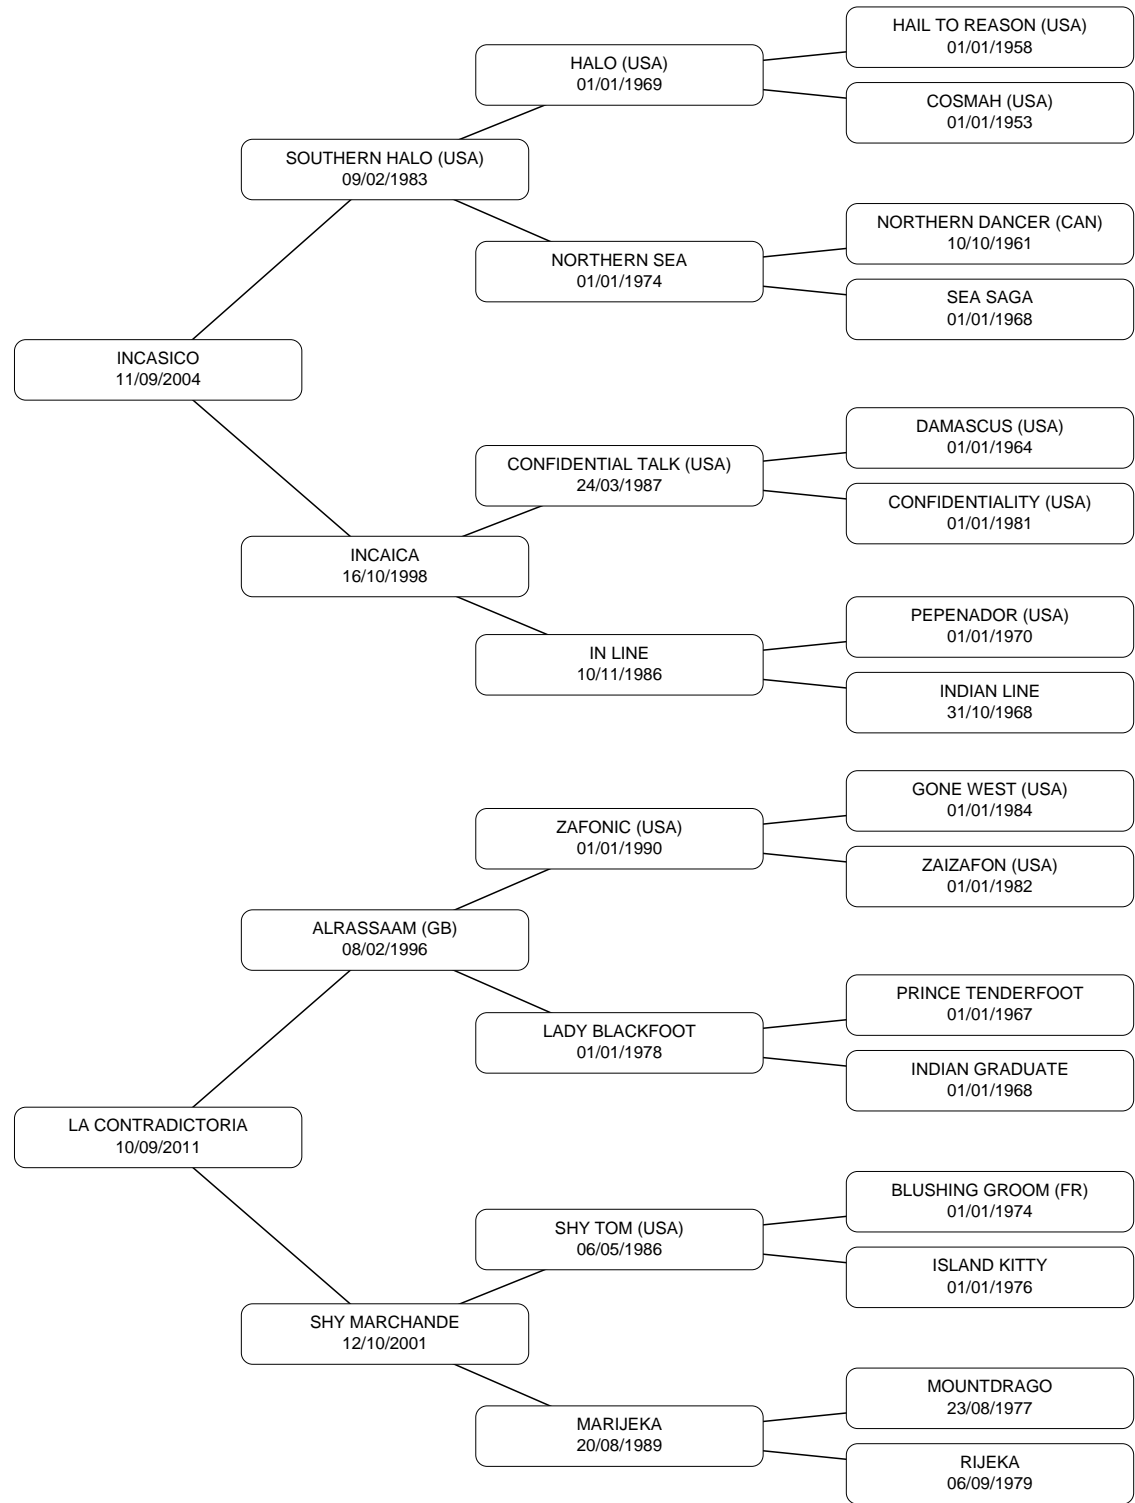 HAIL TO REASON (USA)
01/01/1958
HALO (USA)
01/01/1969
COSMAH (USA)
01/01/1953
SOUTHERN HALO (USA)
09/02/1983
NORTHERN DANCER (CAN)
10/10/1961
NORTHERN SEA
01/01/1974
SEA SAGA
01/01/1968
INCASICO
11/09/2004
DAMASCUS (USA)
01/01/1964
CONFIDENTIAL TALK (USA)
24/03/1987
CONFIDENTIALITY (USA)
01/01/1981
INCAICA
16/10/1998
PEPENADOR (USA)
01/01/1970
IN LINE
10/11/1986
INDIAN LINE
31/10/1968
GONE WEST (USA)
01/01/1984
ZAFONIC (USA)
01/01/1990
ZAIZAFON (USA)
01/01/1982
ALRASSAAM (GB)
08/02/1996
PRINCE TENDERFOOT
01/01/1967
LADY BLACKFOOT
01/01/1978
INDIAN GRADUATE
01/01/1968
LA CONTRADICTORIA
10/09/2011
BLUSHING GROOM (FR)
01/01/1974
SHY TOM (USA)
06/05/1986
ISLAND KITTY
01/01/1976
SHY MARCHANDE
12/10/2001
MOUNTDRAGO
23/08/1977
MARIJEKA
20/08/1989
RIJEKA
06/09/1979